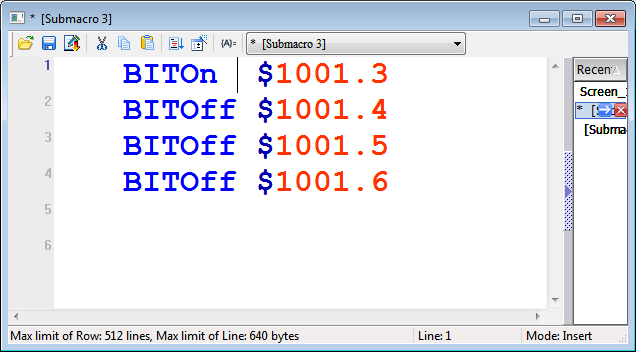 * [Submacro 3]
{A}= * [Submacro 3]
1 BITOn $1001.3
2 BITOff $1001.4
3 BITOff $1001.5
4 BITOff $1001.6
5
6
Recen
Screen_
*
[Subma
Max limit of Row: 512 lines, Max limit of Line: 640 bytes Line: 1 Mode: Insert